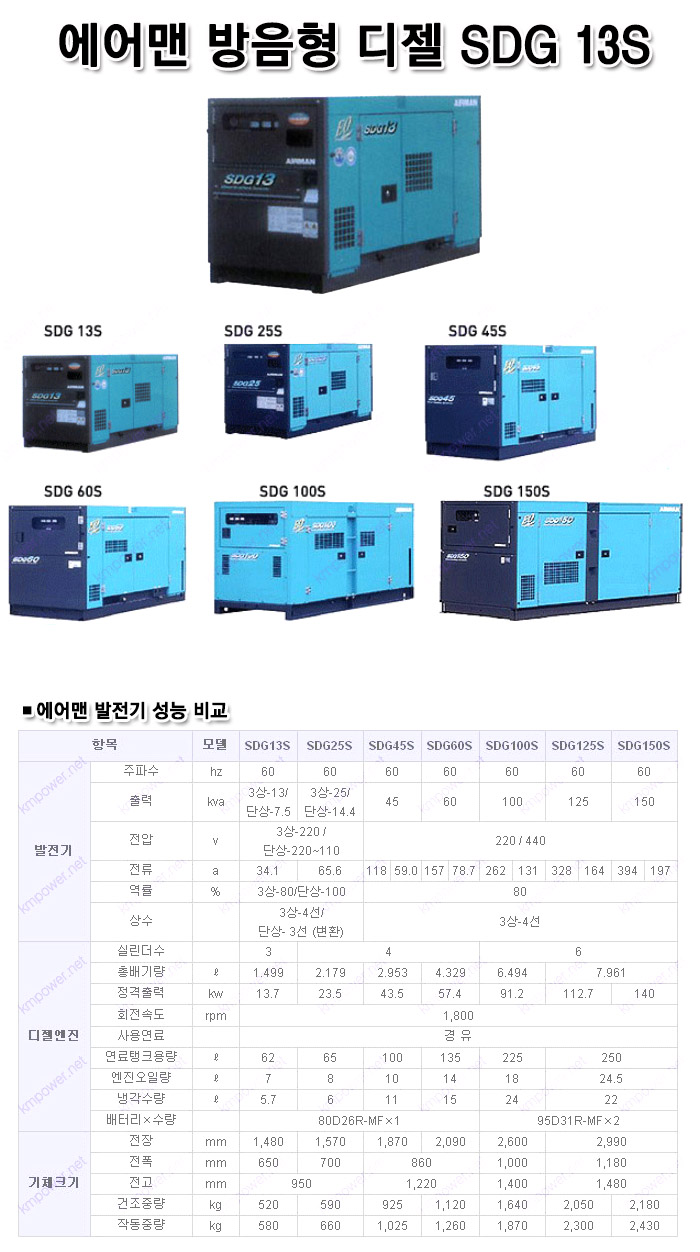 에어맨 방음형 디젤 SDG 13S
AIRMAN
SDG13
AIRMAN
SDG13
SDG 13S
SDG 25S
SDG 45S
SDG13
SDG25
SDG45
SDG 60S
SDG 100S
SDG 150S
SDG60
SDG100
SDG150
SDG150
■ 에어맨 발전기 성능 비교
항목 모델 SDG13S SDG25S SDG45S SDG60S SDG100S SDG125S SDG150S
발전기
주파수 hz 60 60 60 60 60 60 60
출력 kva 3상-13/ 단상-7.5 3상-25/ 단상-14.4 45 60 100 125 150
전압 v 3상-220 / 단상-220~110 220 / 440
전류 a 34.1 65.6 118 59.0 157 78.7 262 131 328 164 394 197
역률 % 3상-80/단상-100 80
상수 3상-4선/ 단상- 3선 (변환) 3상-4선
디젤엔진
실린더수 3 4 6
총배기량 ℓ 1.499 2.179 2.953 4.329 6.494 7.961
정격출력 kw 13.7 23.5 43.5 57.4 91.2 112.7 140
회전속도 rpm 1,800
사용연료 경 유
연료탱크용량 ℓ 62 65 100 135 225 250
엔진오일량 ℓ 7 8 10 14 18 24.5
냉각수량 ℓ 5.7 6 11 15 24 22
배터리×수량 80D26R-MF×1 95D31R-MF×2
기체크기
전장 mm 1,480 1,570 1,870 2,090 2,600 2,990
전폭 mm 650 700 860 1,000 1,180
전고 mm 950 1,220 1,400 1,480
건조중량 kg 520 590 925 1,120 1,640 2,050 2,180
작동중량 kg 580 660 1,025 1,260 1,870 2,300 2,430
kmpower.net